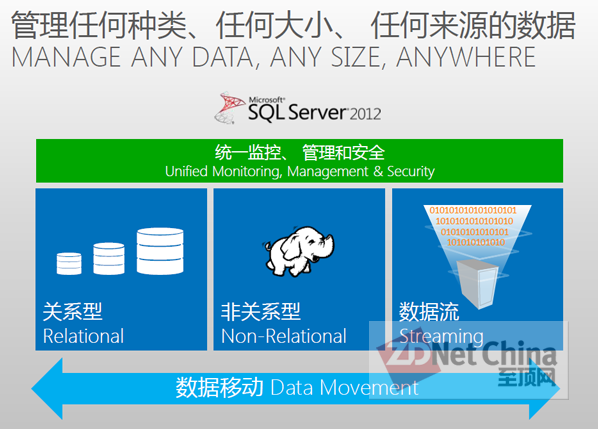 管理任何种类、任何大小、 任何来源的数据
MANAGE ANY DATA, ANY SIZE, ANYWHERE
Microsoft®
SQL Server® 2012
统一监控、 管理和安全
Unified Monitoring, Management & Security
010101010101010101
1010101010101010
01010101010101
101010101010
关系型
Relational
非关系型
Non-Relational
数据流
Streaming
ZDNet China
至顶网
数据移动 Data Movement